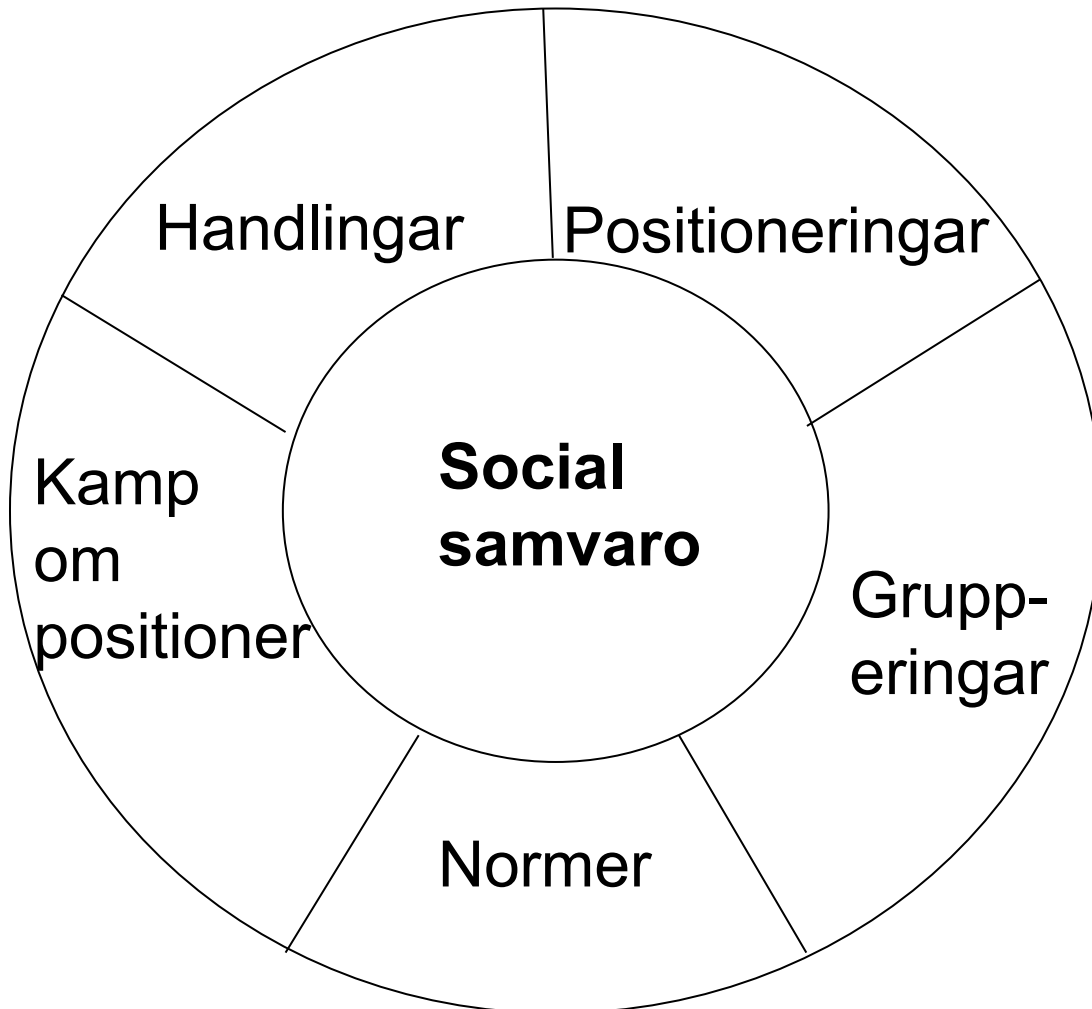 Handlingar
Positioneringar
Kamp
om
positioner
Social
samvaro
Grupp-
eringar
Normer